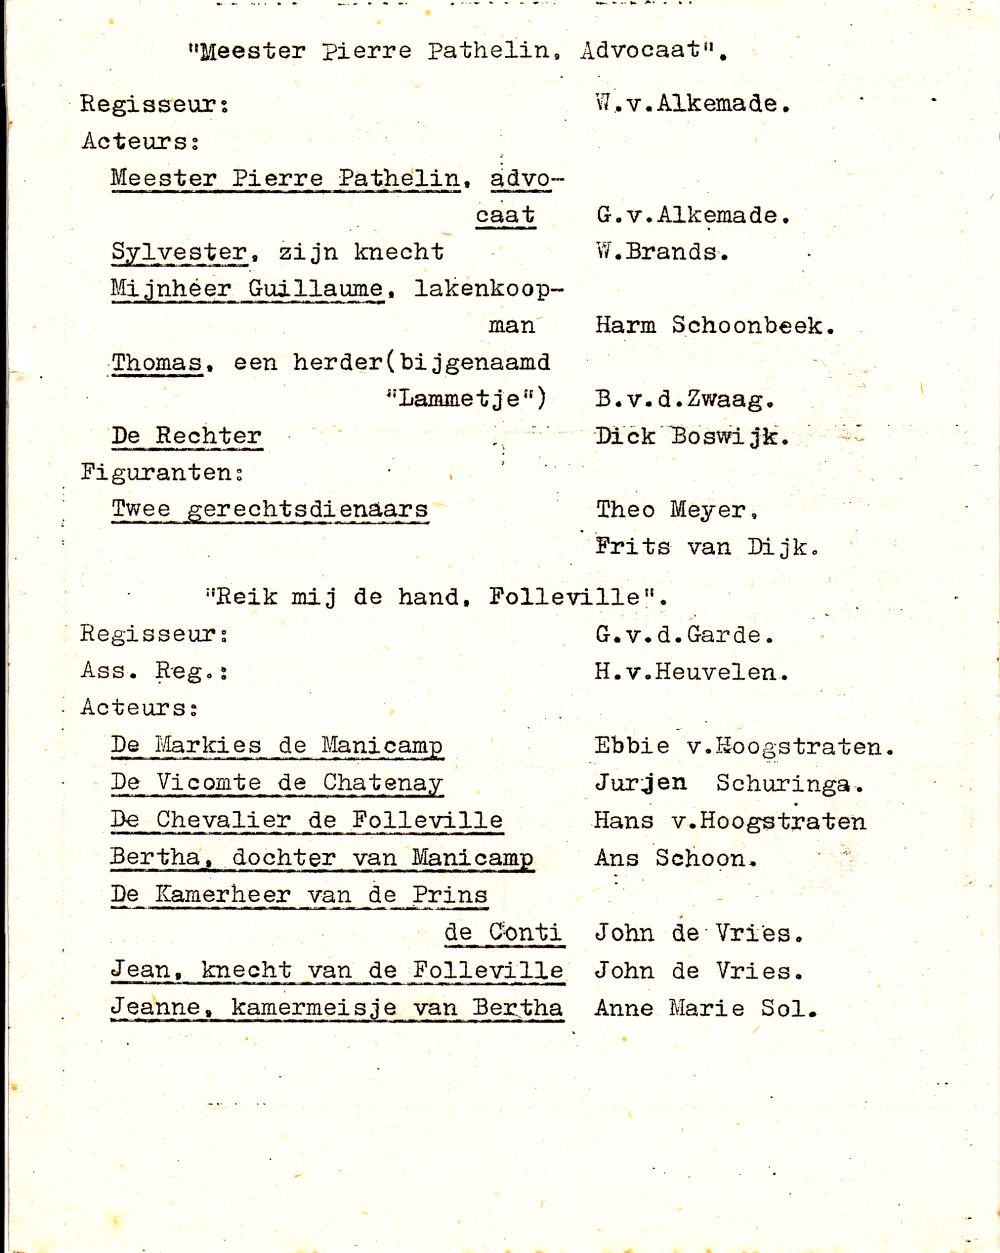 "Meester Pierre Pathelin, Advocaat".
Regisseur: W.v.Alkemade.
Acteurs:
Meester Pierre Pathelin, advo-
caat G.v.Alkemade.
Sylvester, zijn knecht W.Brands.
Mijnheer Guillaume, lakenkoop-
man Harm Schoonbeek.
Thomas, een herder(bijgenaamd
"Lammetje") B.v.d.Zwaag.
De Rechter Dick Boswijk.
Figuranten:
Twee gerechtsdienaars Theo Meyer,
Frits van Dijk.
"Reik mij de hand, Folleville".
Regisseur: G.v.d.Garde.
Ass. Reg.: H.v.Heuvelen.
Acteurs:
De Markies de Manicamp Ebbie v.Hoogstraten.
De Vicomte de Chatenay Jurjen Schuringa.
De Chevalier de Folleville Hans v.Hoogstraten
Bertha, dochter van Manicamp Ans Schoon.
De Kamerheer van de Prins
de Conti John de Vries.
Jean, knecht van de Folleville John de Vries.
Jeanne, kamermeisje van Bertha Anne Marie Sol.